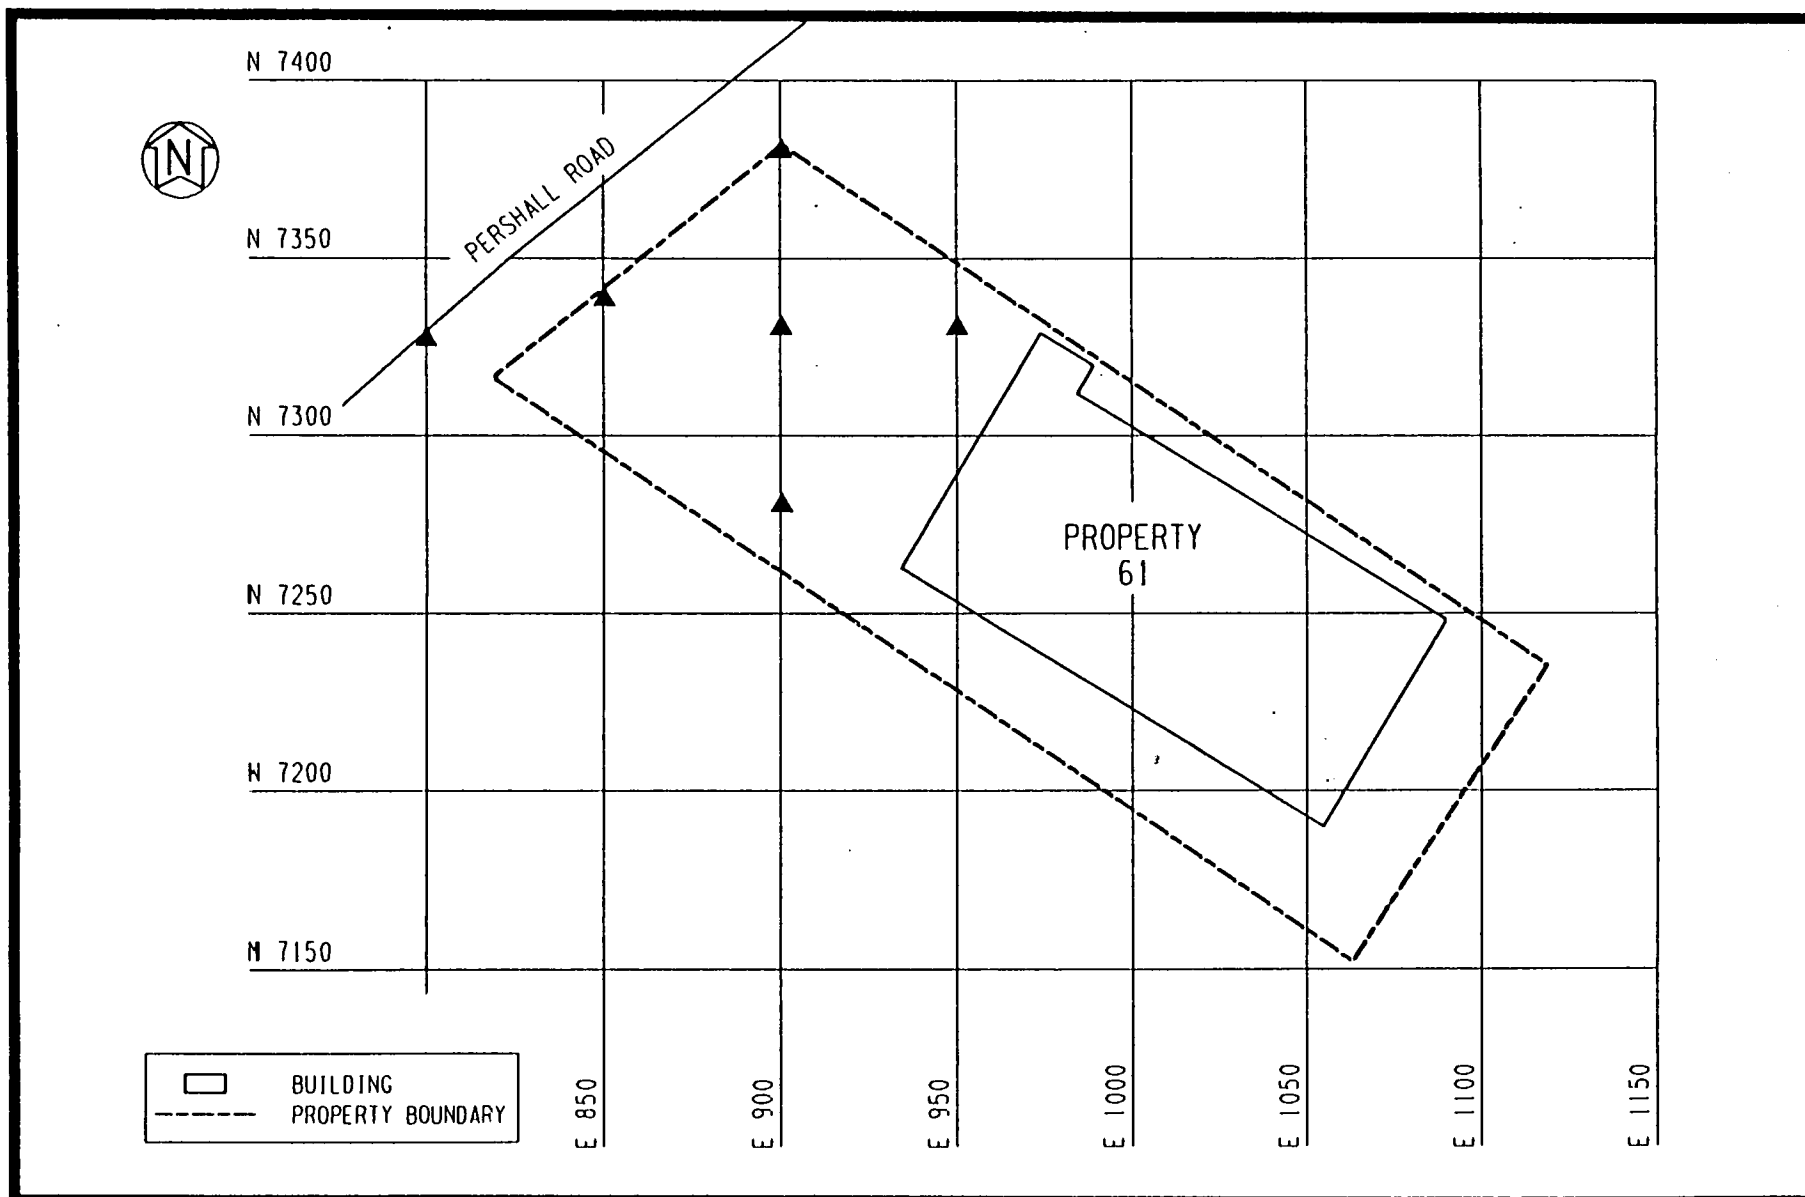 N 7400
N
PERSHALL ROAD
N 7350
N 7300
PROPERTY
61
N 7250
N 7200
N 7150
BUILDING
PROPERTY BOUNDARY
E 850
E 900
E 950
E 1000
E 1050
E 1100
E 1150